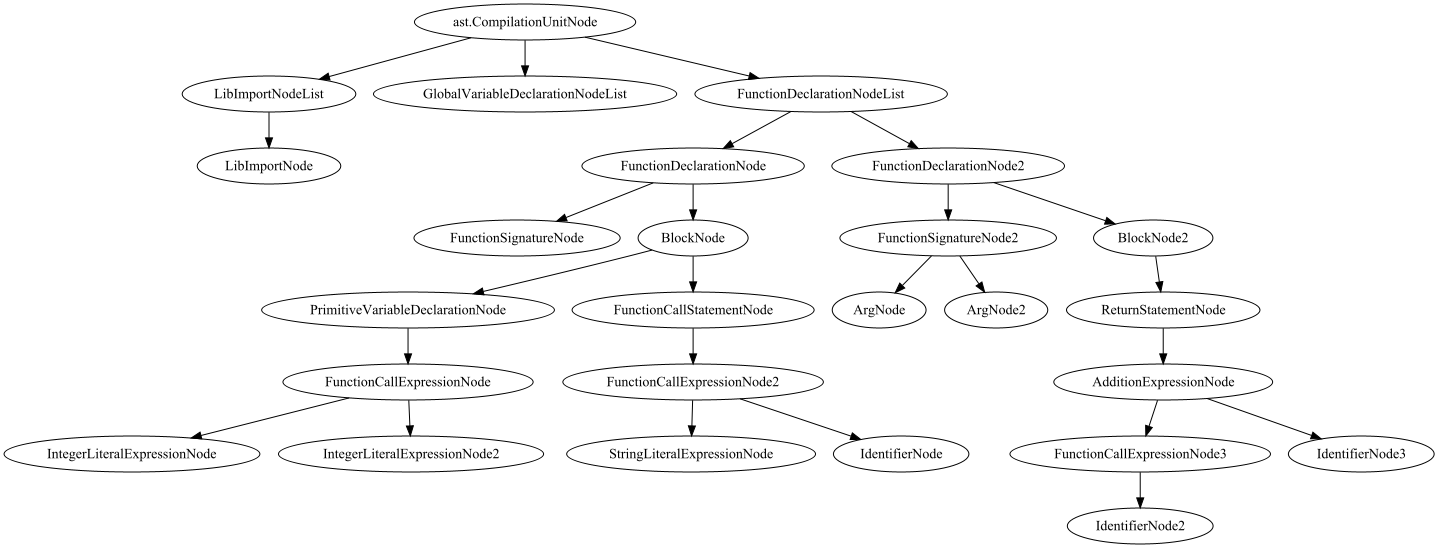 ast.CompilationUnitNode
LibImportNodeList
GlobalVariableDeclarationNodeList
FunctionDeclarationNodeList
LibImportNode
FunctionDeclarationNode
FunctionDeclarationNode2
FunctionSignatureNode
BlockNode
FunctionSignatureNode2
BlockNode2
PrimitiveVariableDeclarationNode
FunctionCallStatementNode
ArgNode
ArgNode2
ReturnStatementNode
FunctionCallExpressionNode
FunctionCallExpressionNode2
AdditionExpressionNode
IntegerLiteralExpressionNode
IntegerLiteralExpressionNode2
StringLiteralExpressionNode
IdentifierNode
FunctionCallExpressionNode3
IdentifierNode3
IdentifierNode2